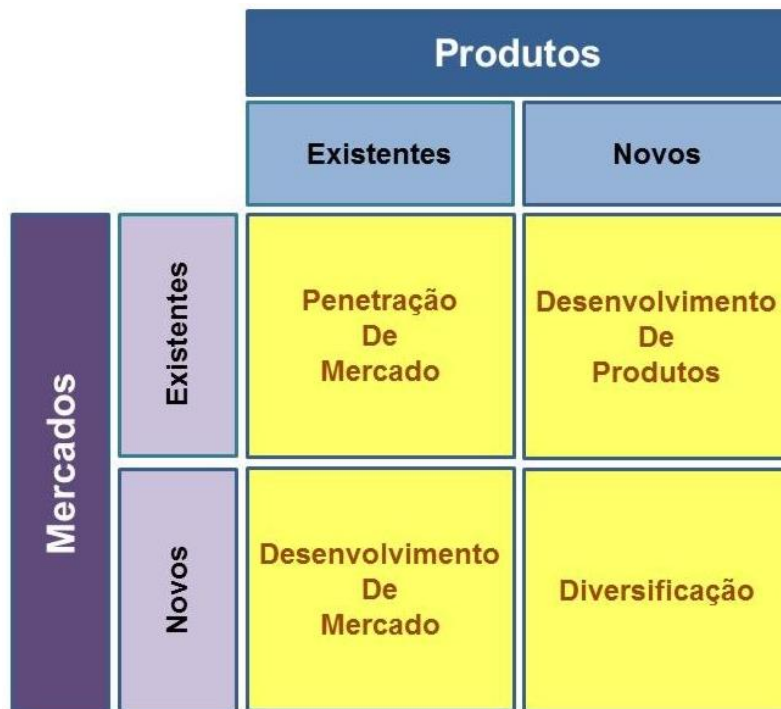 Produtos
Existentes
Novos
Mercados
Existentes
Penetração
De
Mercado
Desenvolvimento
De
Produtos
Novos
Desenvolvimento
De
Mercado
Diversificação